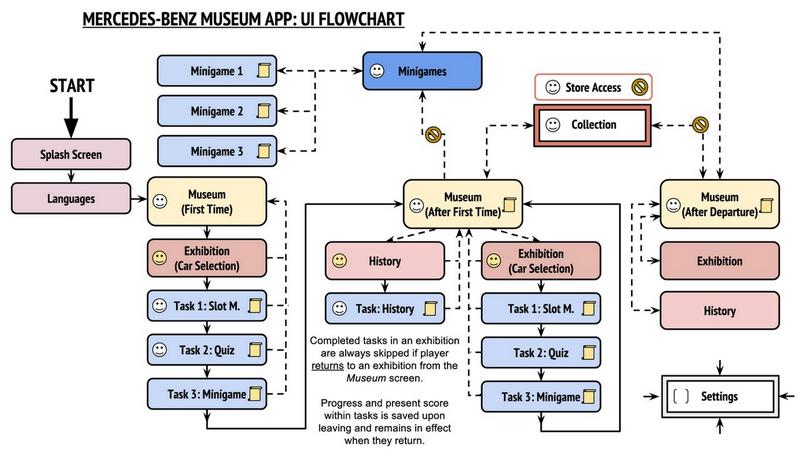 MERCEDES-BENZ MUSEUM APP: UI FLOWCHART
START
Splash Screen
Languages
Minigame 1
Minigame 2
Minigame 3
Minigames
Store Access
Collection
Museum
(First Time)
Exhibition
(Car Selection)
Task 1: Slot M.
Task 2: Quiz
Task 3: Minigame
Museum
(After First Time)
History
Task: History
Exhibition
(Car Selection)
Task 1: Slot M.
Task 2: Quiz
Task 3: Minigame
Completed tasks in an exhibition
are always skipped if player
returns to an exhibition from the
Museum screen.
Progress and present score
within tasks is saved upon
leaving and remains in effect
when they return.
Museum
(After Departure)
Exhibition
History
Settings